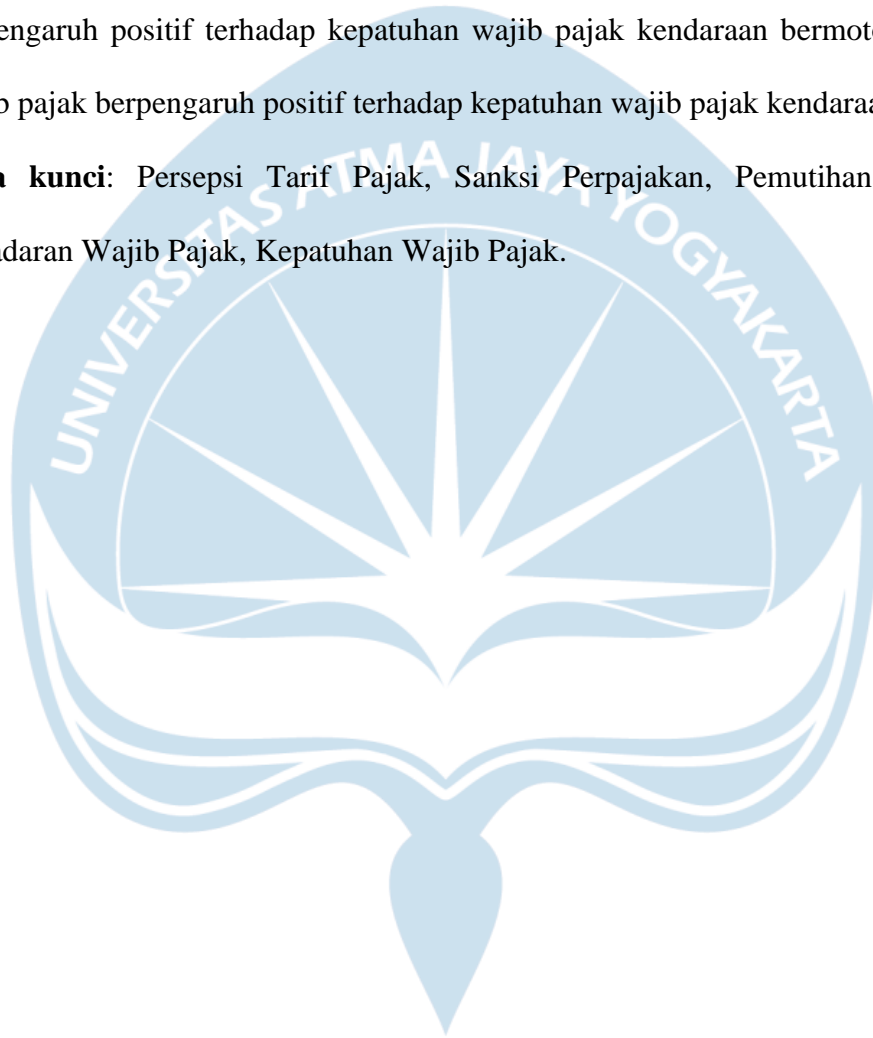 engaruh positif terhadap kepatuhan wajib pajak kendaraan bermot
pajak berpengaruh positif terhadap kepatuhan wajib pajak kendaraa
kunci: Persepsi Tarif Pajak, Sanksi Perpajakan, Pemutihan
daran Wajib Pajak, Kepatuhan Wajib Pajak.
UNIVERSITAS ATMA JAYA YOGYAKARTA